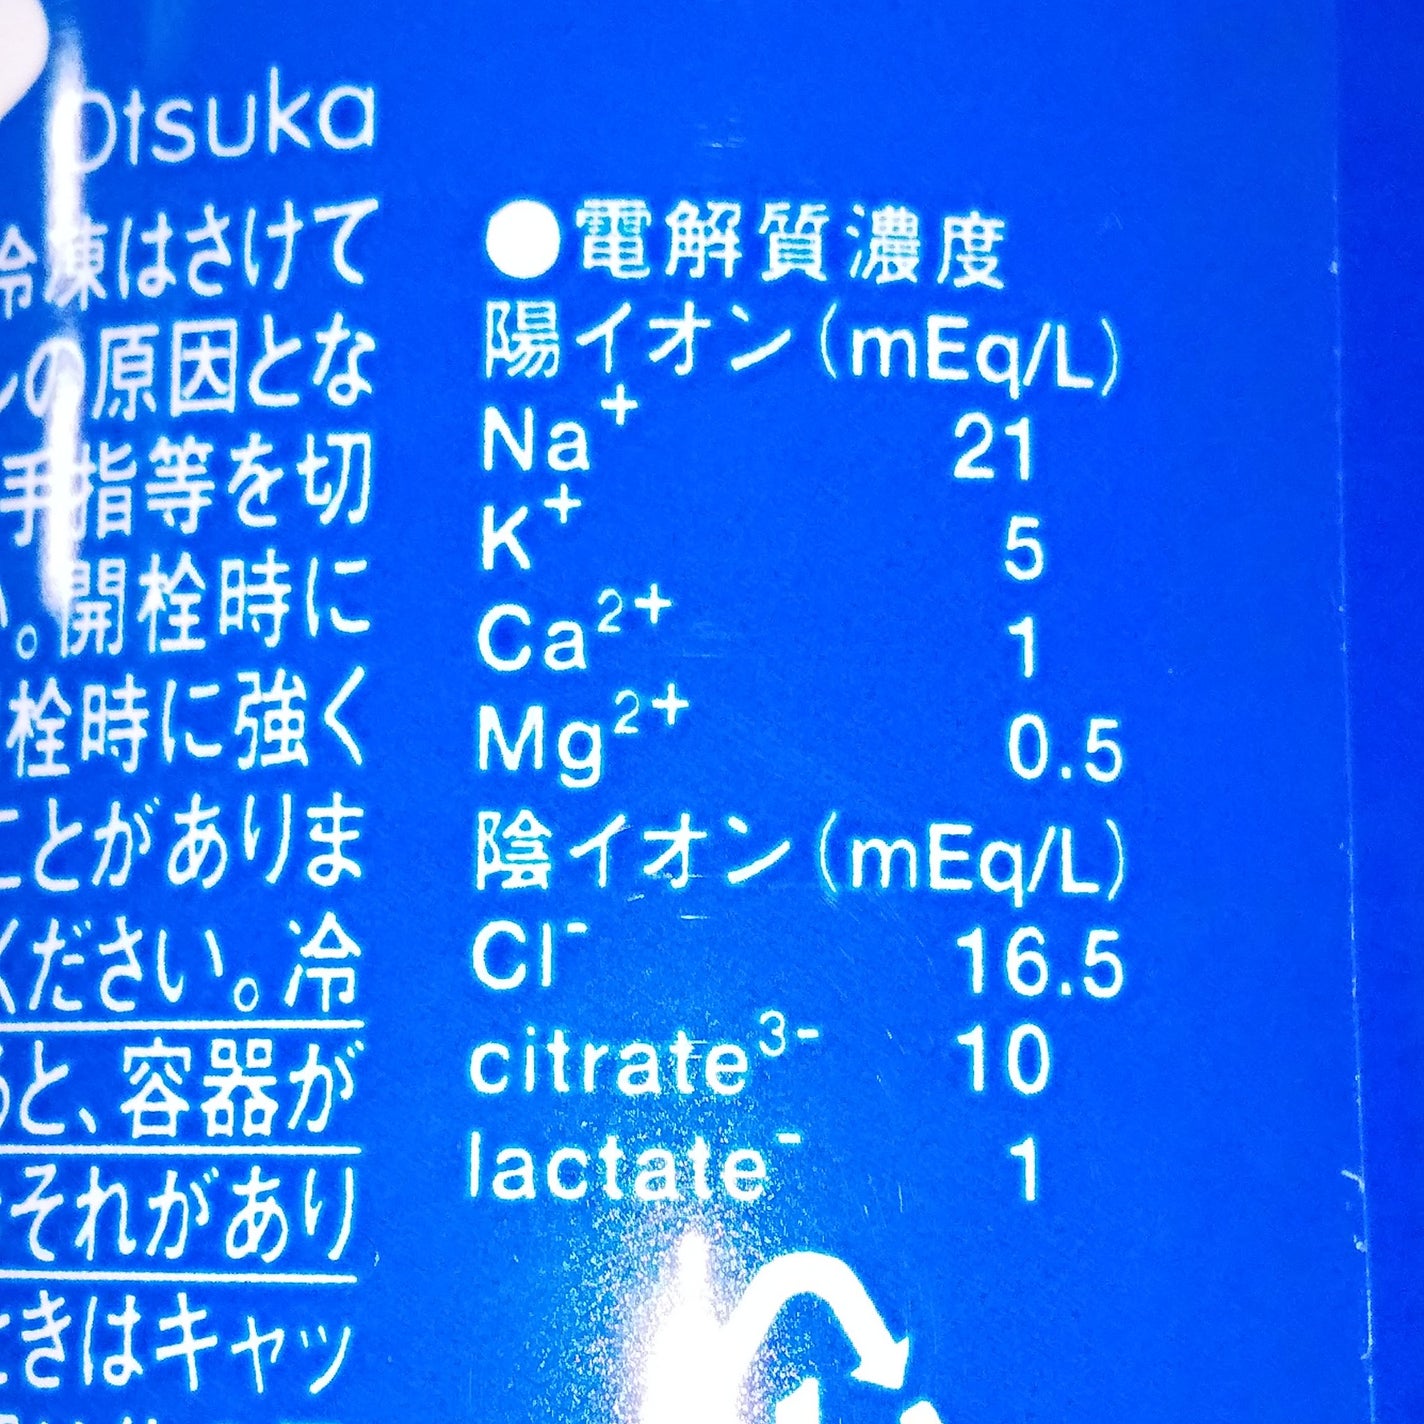 otsuka
冷凍はさけて
の原因とな
手指等を切
。開栓時に
栓時に強く
ことがありま
ください。冷
と、容器が
それがあり
ときはキャッ
●電解質濃度
陽イオン(mEq/L)
Na⁺ 21
K⁺ 5
Ca²⁺ 1
Mg²⁺ 0.5
陰イオン(mEq/L)
Cl⁻ 16.5
citrate³⁻ 10
lactate⁻ 1